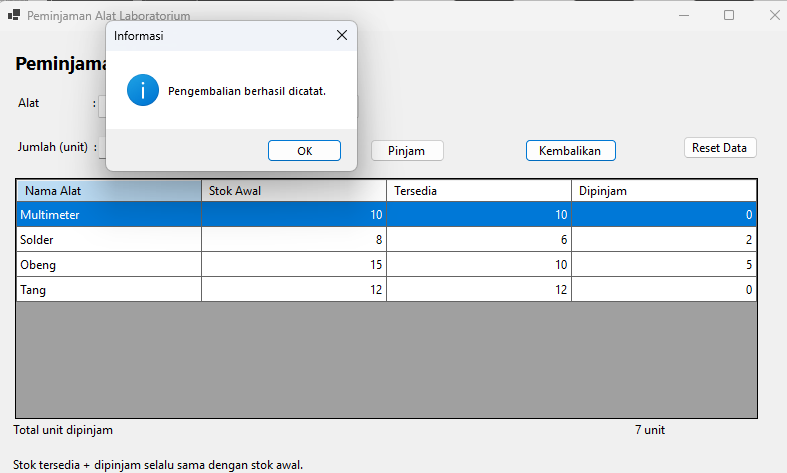 Peminjaman Alat Laboratorium
Informasi
Peminjama
Pengembalian berhasil dicatat.
Alat :
Jumlah (unit) : OK Pinjam Kembalikan Reset Data
Nama Alat Stok Awal Tersedia Dipinjam
Multimeter 10 10 0
Solder 8 6 2
Obeng 15 10 5
Tang 12 12 0
Total unit dipinjam 7 unit
Stok tersedia + dipinjam selalu sama dengan stok awal.